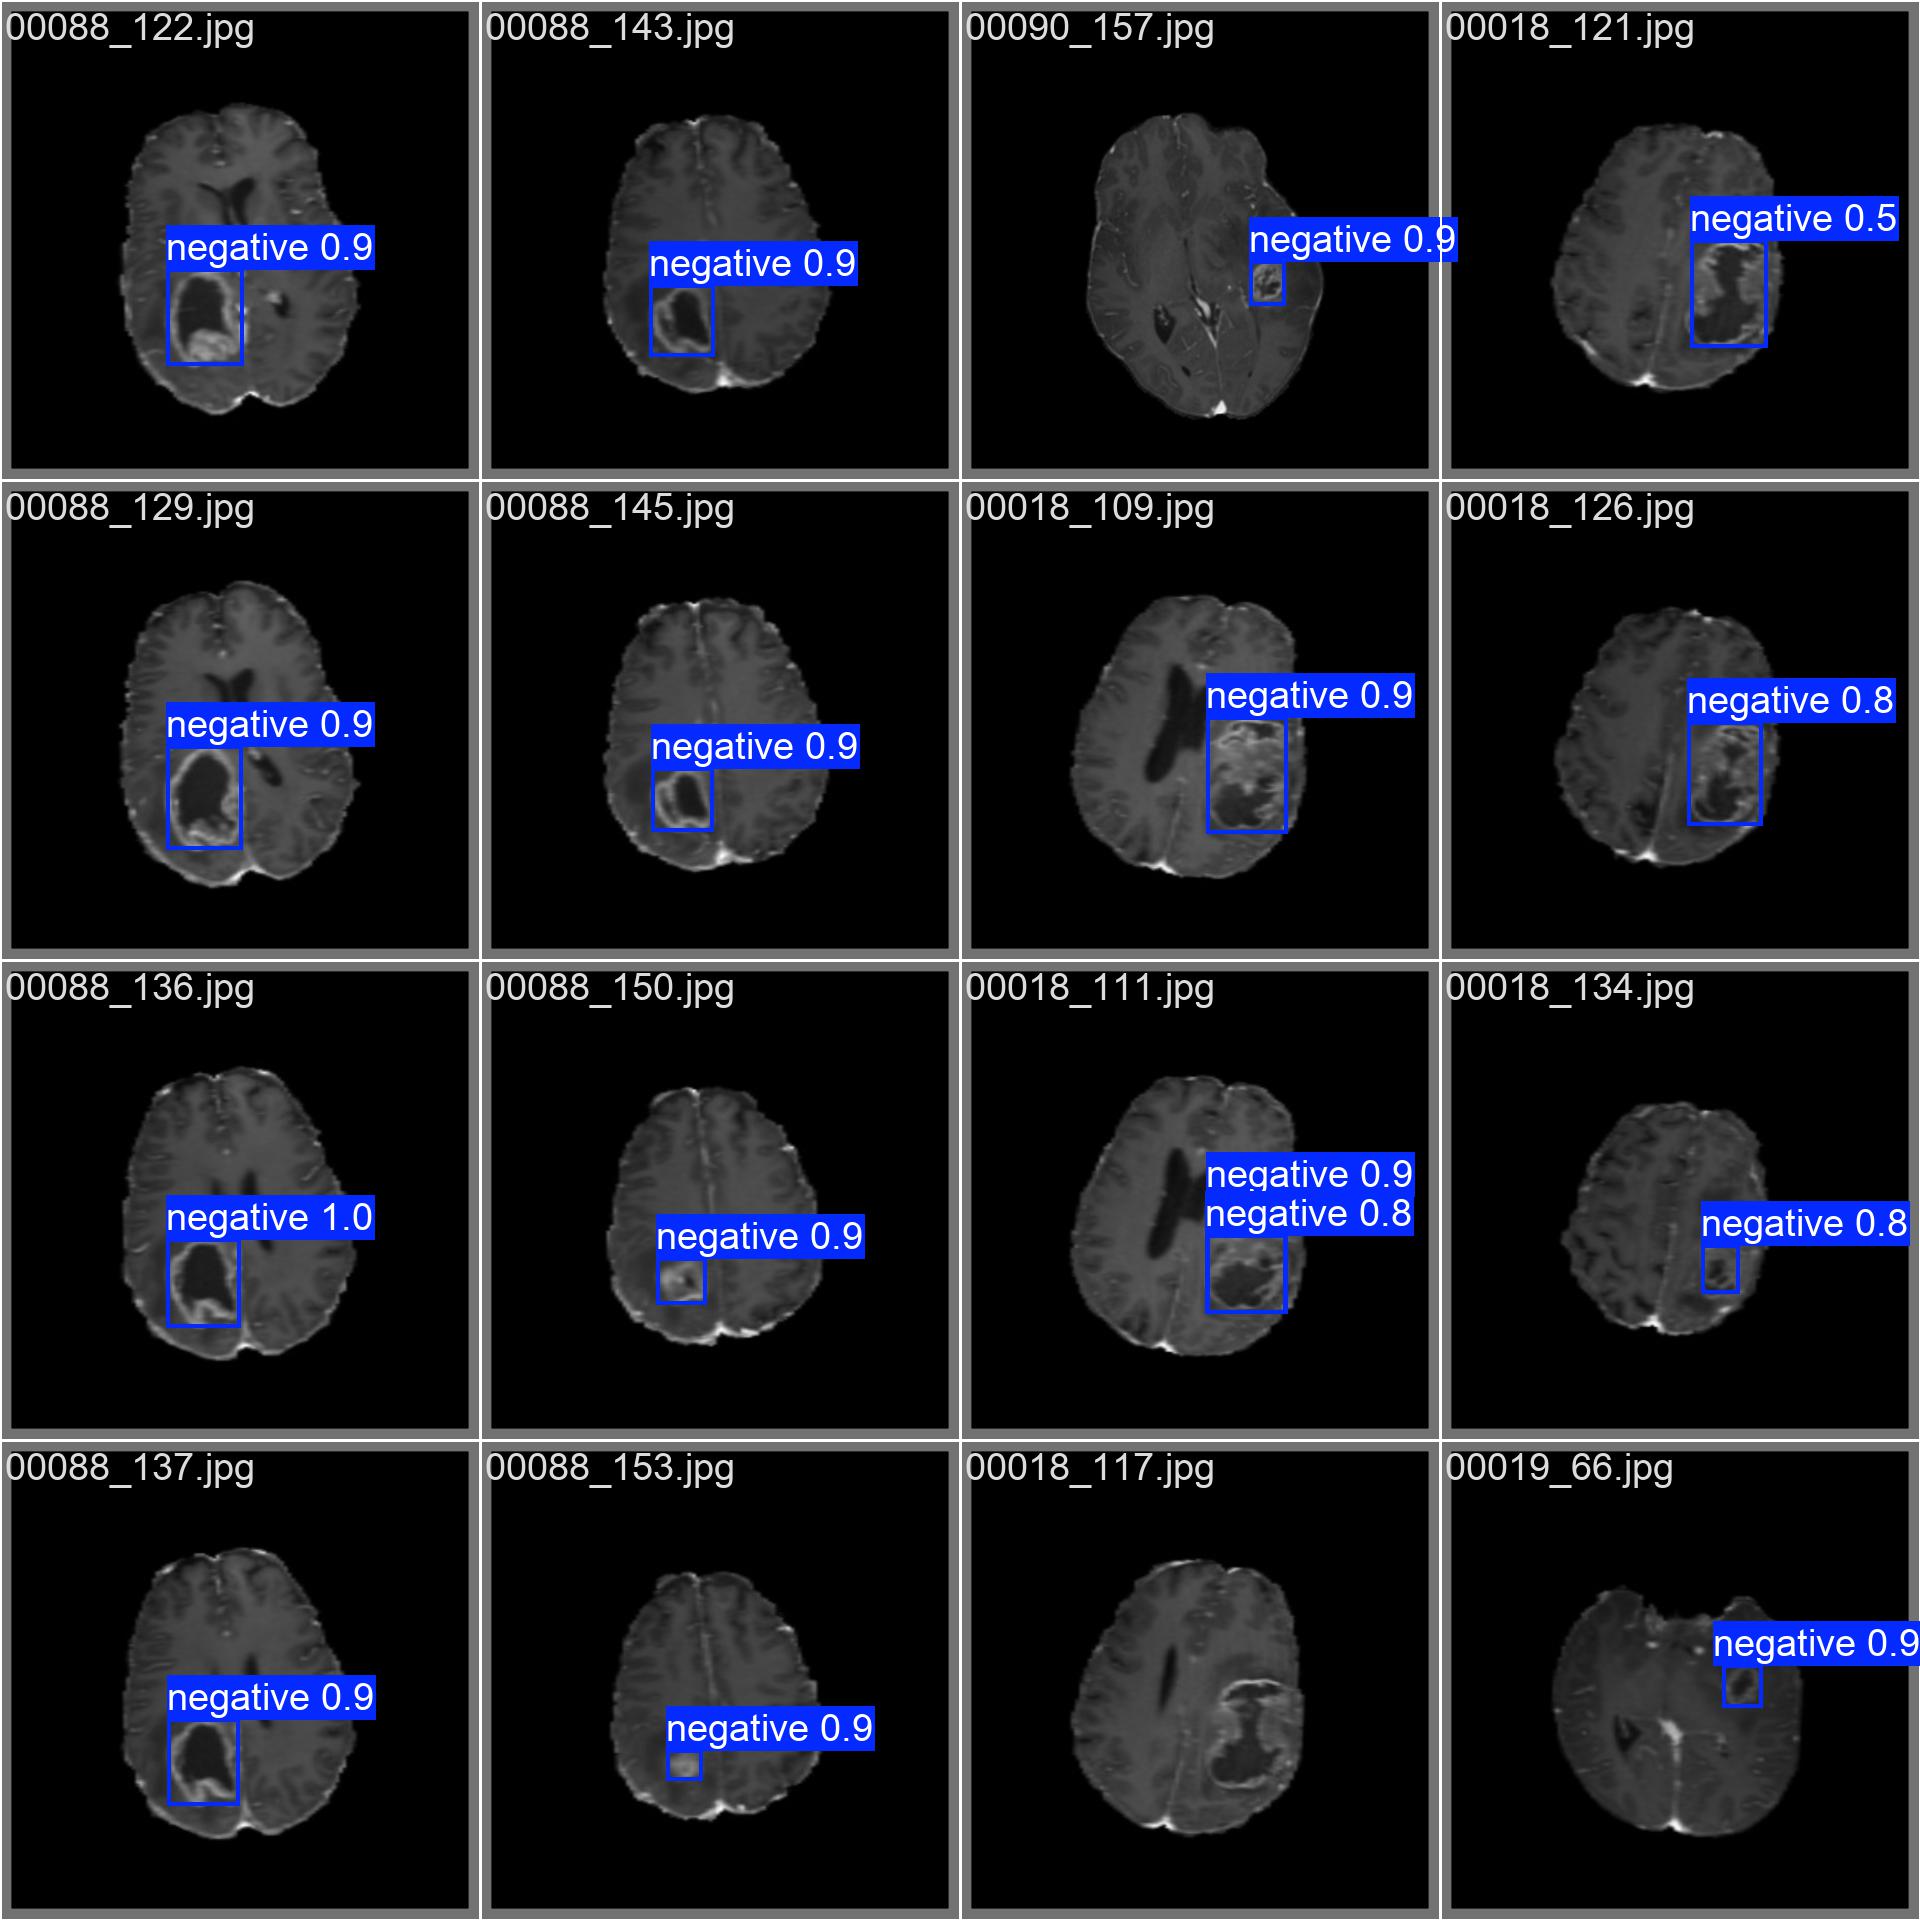 00088_122.jpg
negative 0.9
00088_143.jpg
negative 0.9
00090_157.jpg
negative 0.9
00018_121.jpg
negative 0.5
00088_129.jpg
negative 0.9
00088_145.jpg
negative 0.9
00018_109.jpg
negative 0.9
00018_126.jpg
negative 0.8
00088_136.jpg
negative 1.0
00088_150.jpg
negative 0.9
00018_111.jpg
negative 0.9
negative 0.8
00018_134.jpg
negative 0.8
00088_137.jpg
negative 0.9
00088_153.jpg
negative 0.9
00018_117.jpg
00019_66.jpg
negative 0.9